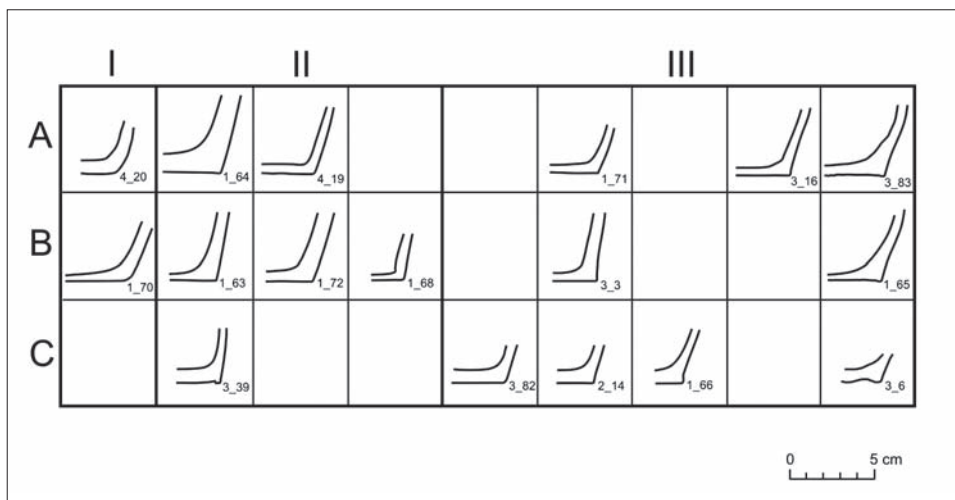 I II III
A
4_20 1_64 4_19 1_71 3_16 3_83
B
1_70 1_63 1_72 1_68 3_3 1_65
C
3_39 3_82 2_14 1_66 3_6
0 5 cm